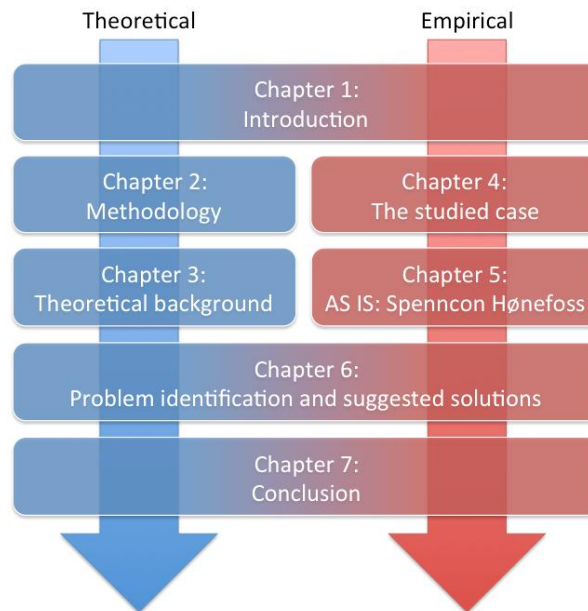 Theoretical
Empirical
Chapter 1:
Introduction
Chapter 2:
Methodology
Chapter 4:
The studied case
Chapter 3:
Theoretical background
Chapter 5:
AS IS: Spenncon Hønefoss
Chapter 6:
Problem identification and suggested solutions
Chapter 7:
Conclusion